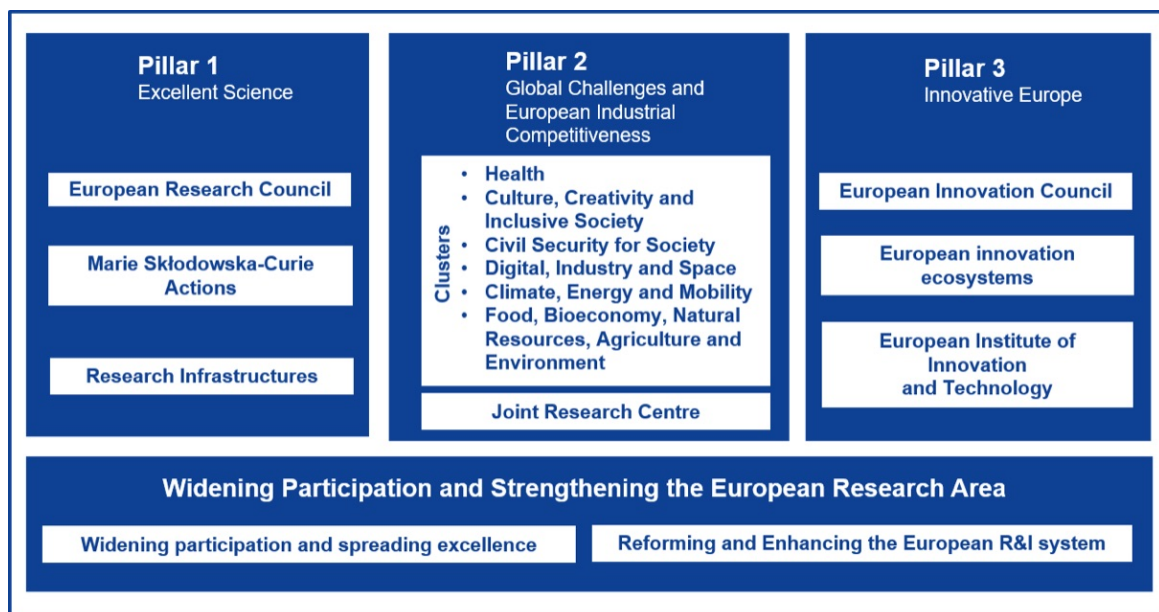 Pillar 1
Excellent Science
European Research Council
Marie Skłodowska-Curie
Actions
Research Infrastructures
Pillar 2
Global Challenges and
European Industrial
Competitiveness
Clusters
• Health
• Culture, Creativity and
Inclusive Society
• Civil Security for Society
• Digital, Industry and Space
• Climate, Energy and Mobility
• Food, Bioeconomy, Natural
Resources, Agriculture and
Environment
Joint Research Centre
Pillar 3
Innovative Europe
European Innovation Council
European innovation
ecosystems
European Institute of
Innovation
and Technology
Widening Participation and Strengthening the European Research Area
Widening participation and spreading excellence
Reforming and Enhancing the European R&I system